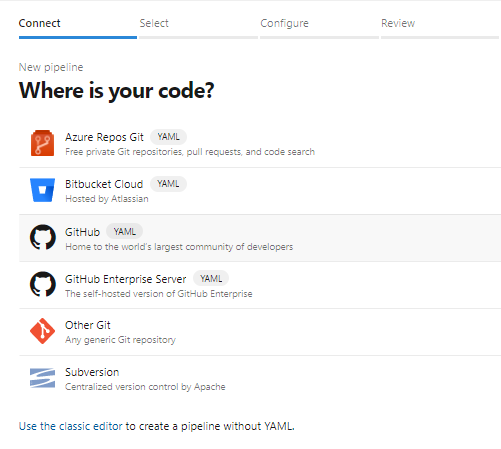 Connect Select Configure Review
New pipeline
Where is your code?
Azure Repos Git YAML
Free private Git repositories, pull requests, and code search
Bitbucket Cloud YAML
Hosted by Atlassian
GitHub YAML
Home to the world's largest community of developers
GitHub Enterprise Server YAML
The self-hosted version of GitHub Enterprise
Other Git
Any generic Git repository
Subversion
Centralized version control by Apache
Use the classic editor to create a pipeline without YAML.